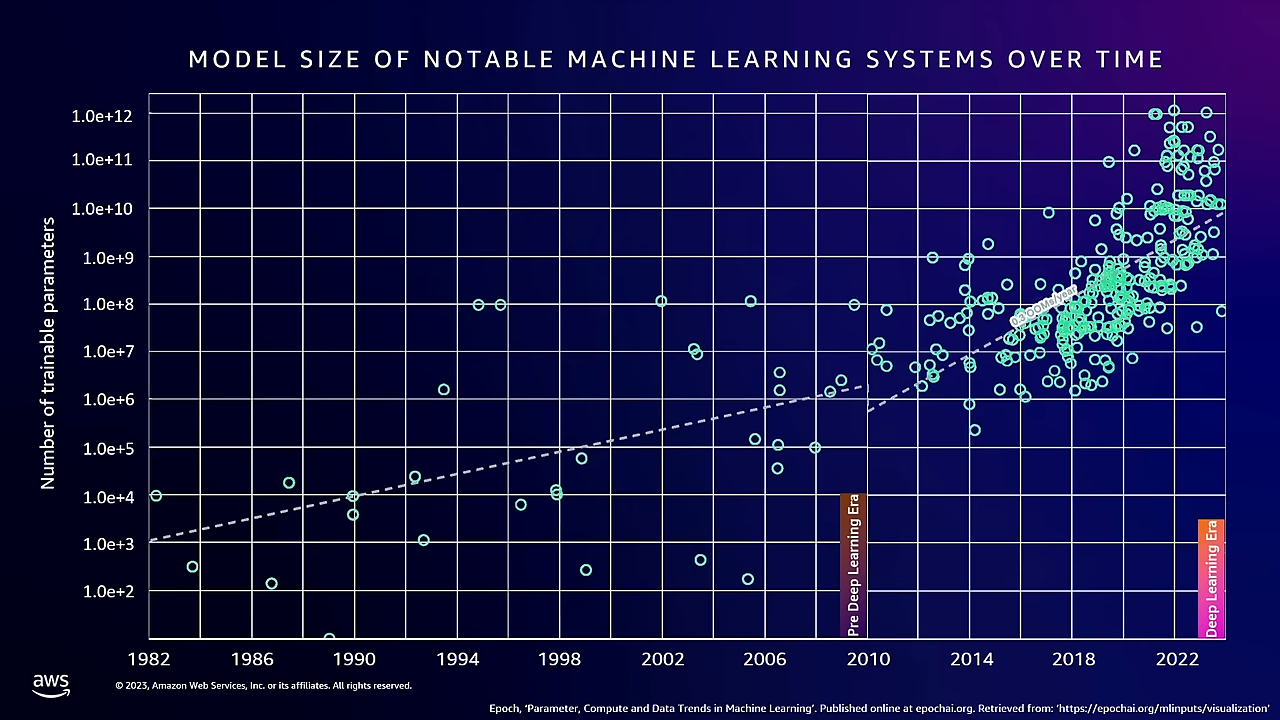 MODEL SIZE OF NOTABLE MACHINE LEARNING SYSTEMS OVER TIME
Number of trainable parameters
1.0e+12
1.0e+11
1.0e+10
1.0e+9
1.0e+8
1.0e+7
1.0e+6
1.0e+5
1.0e+4
1.0e+3
1.0e+2
Pre Deep Learning Era
Deep Learning Era
1982 1986 1990 1994 1998 2002 2006 2010 2014 2018 2022
aws
© 2023, Amazon Web Services, Inc. or its affiliates. All rights reserved.
Epoch, ‘Parameter, Compute and Data Trends in Machine Learning’. Published online at epochai.org. Retrieved from: ‘https://epochai.org/mlinputs/visualization’